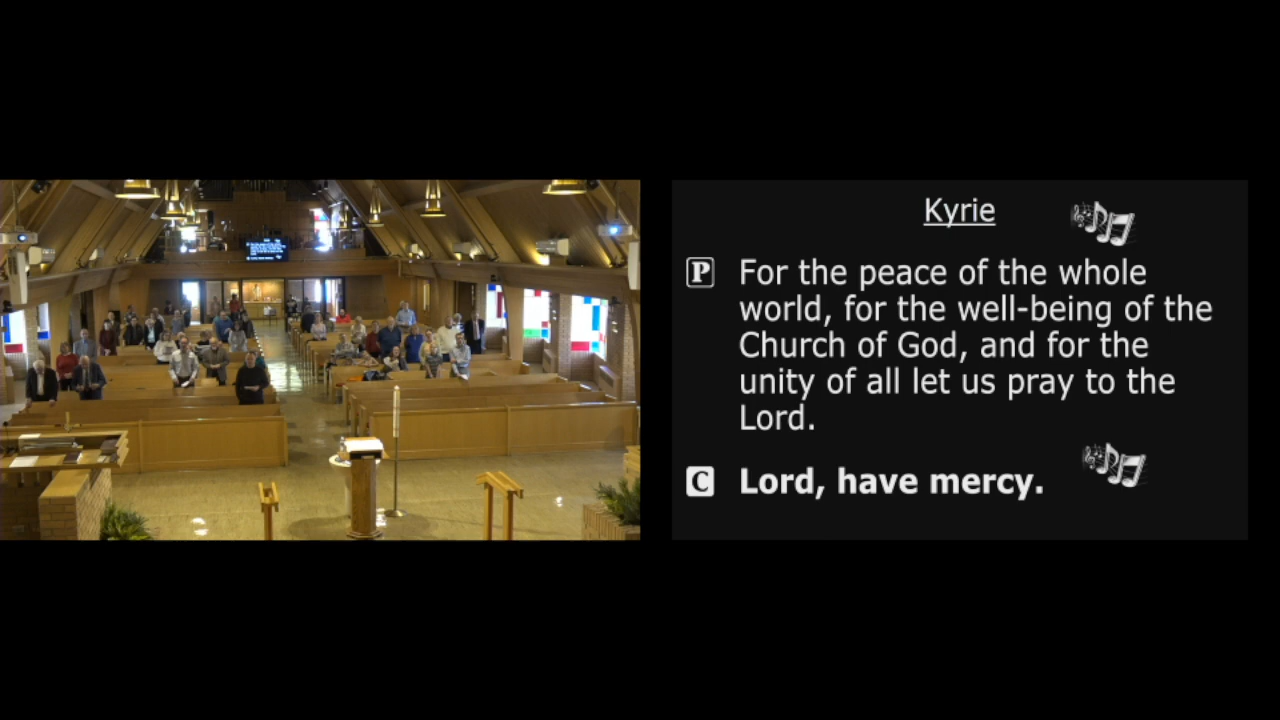 Kyrie
P For the peace of the whole
world, for the well-being of the
Church of God, and for the
unity of all let us pray to the
Lord.
C Lord, have mercy.